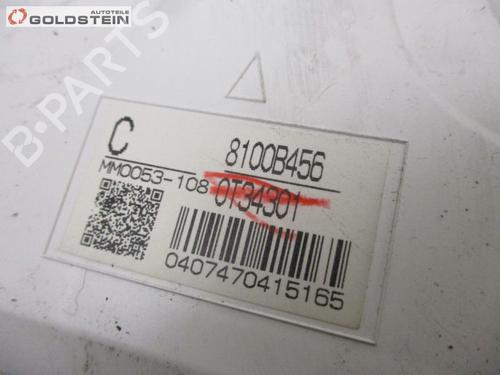 AUTOTEILE
GOLDSTEIN
B-PARTS
C
8100B456
MM0053-108
0T34301
0407470415165